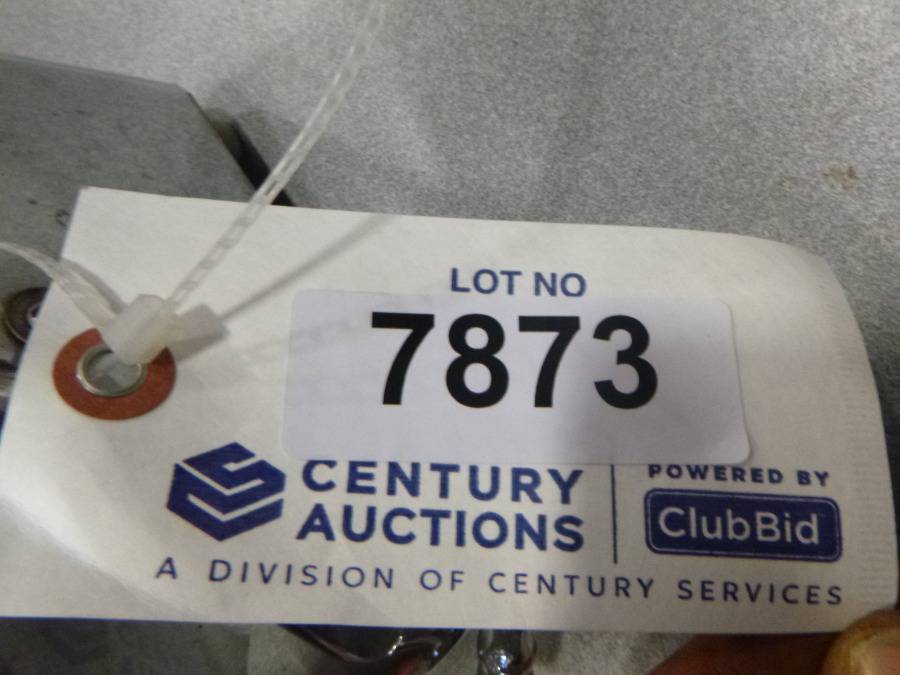 LOT NO
7873
CENTURY
AUCTIONS
POWERED BY
ClubBid
A DIVISION OF CENTURY SERVICES